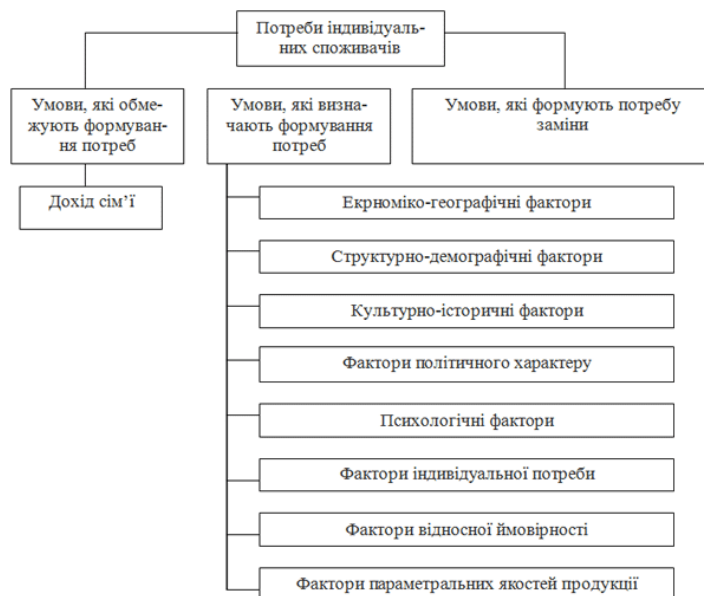 Потреби індивідуаль-
них споживачів
Умови, які обме-
жують формуван-
ня потреб
Умови, які визна-
чають формування
потреб
Умови, які формують потребу
заміни
Дохід сім’ї
Екрноміко-географічні фактори
Структурно-демографічні фактори
Культурно-історичні фактори
Фактори політичного характеру
Психологічні фактори
Фактори індивідуальної потреби
Фактори відносної ймовірності
Фактори параметральних якостей продукції